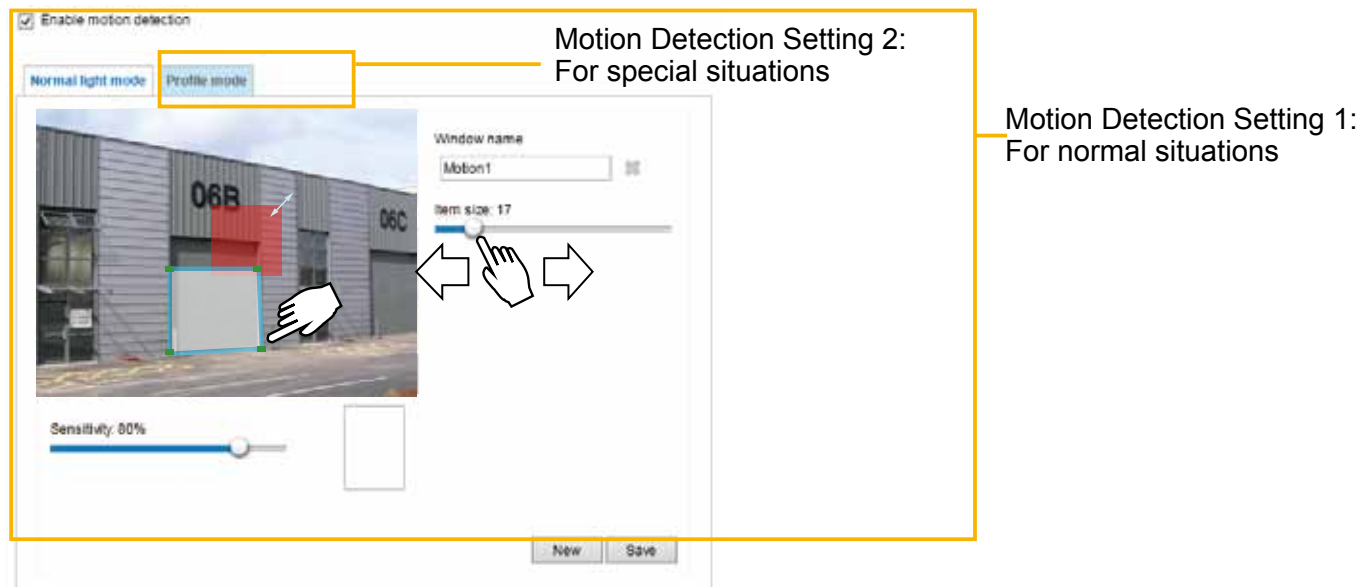 Enable motion detection
Motion Detection Setting 2:
For special situations
Normal light mode
Profile mode
Motion Detection Setting 1:
For normal situations
Window name
Motion1
06B
06C
Item size: 17
Sensitivity: 80%
New
Save